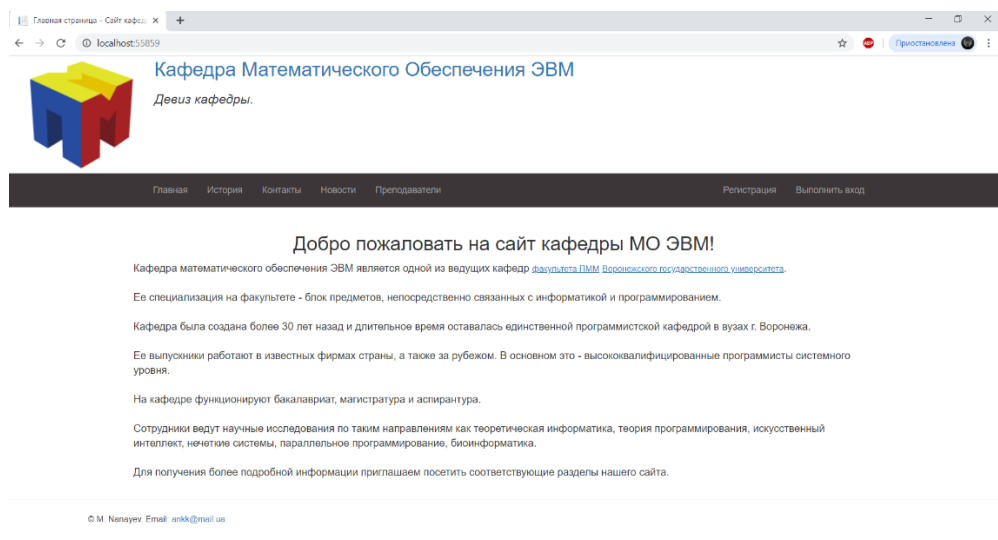 Главная страница – Сайт кафед
localhost:55859
ABP
Приостановлена
Кафедра Математического Обеспечения ЭВМ
Девиз кафедры.
Главная История Контакты Новости Преподаватели Регистрация Выполнить вход
Добро пожаловать на сайт кафедры МО ЭВМ!
Кафедра математического обеспечения ЭВМ является одной из ведущих кафедр факультета ПММ Воронежского государственного университета.
Ее специализация на факультете - блок предметов, непосредственно связанных с информатикой и программированием.
Кафедра была создана более 30 лет назад и длительное время оставалась единственной программистской кафедрой в вузах г. Воронежа.
Ее выпускники работают в известных фирмах страны, а также за рубежом. В основном это - высококвалифицированные программисты системного
уровня.
На кафедре функционируют бакалавриат, магистратура и аспирантура.
Сотрудники ведут научные исследования по таким направлениям как теоретическая информатика, теория программирования, искусственный
интеллект, нечеткие системы, параллельное программирование, биоинформатика.
Для получения более подробной информации приглашаем посетить соответствующие разделы нашего сайта.
© M. Nanayev. Email: ankk@mail.ua